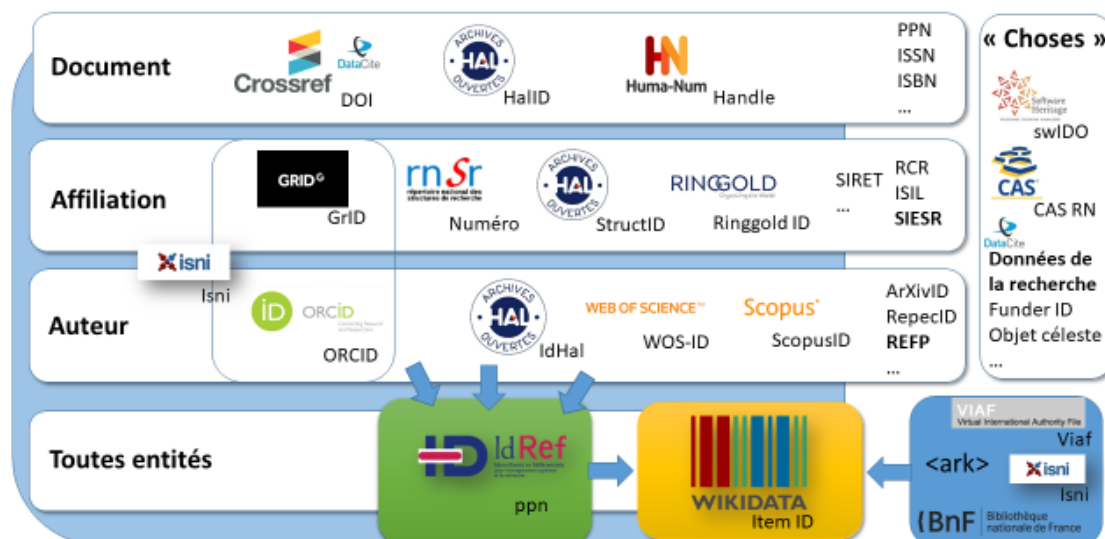 Document
Crossref
DataCite
DOI
ARCHIVES
HAL
OUVERTES
HalID
HN
Huma-Num
Handle
PPN
ISSN
ISBN
...
« Choses »
Software
Heritage
swIDO
CAS
CAS RN
DataCite
Données de
la recherche
Funder ID
Objet céleste
...
Affiliation
GRID
GrID
rnSr
répertoire national des
structures de recherche
Numéro
ARCHIVES
HAL
OUVERTES
StructID
RINGGOLD
Ringgold ID
SIRET
...
RCR
ISIL
SIESR
isni
Isni
Auteur
iD
ORCID
ORCID
ARCHIVES
HAL
OUVERTES
IdHal
WEB OF SCIENCE™
WOS-ID
Scopus
ScopusID
ArXivID
RepecID
REFP
...
Toutes entités
IdRef
ppn
WIKIDATA
Item ID
VIAF
Virtual International Authority File
Viaf
<ark>
isni
Isni
(BnF
Bibliothèque
nationale de France